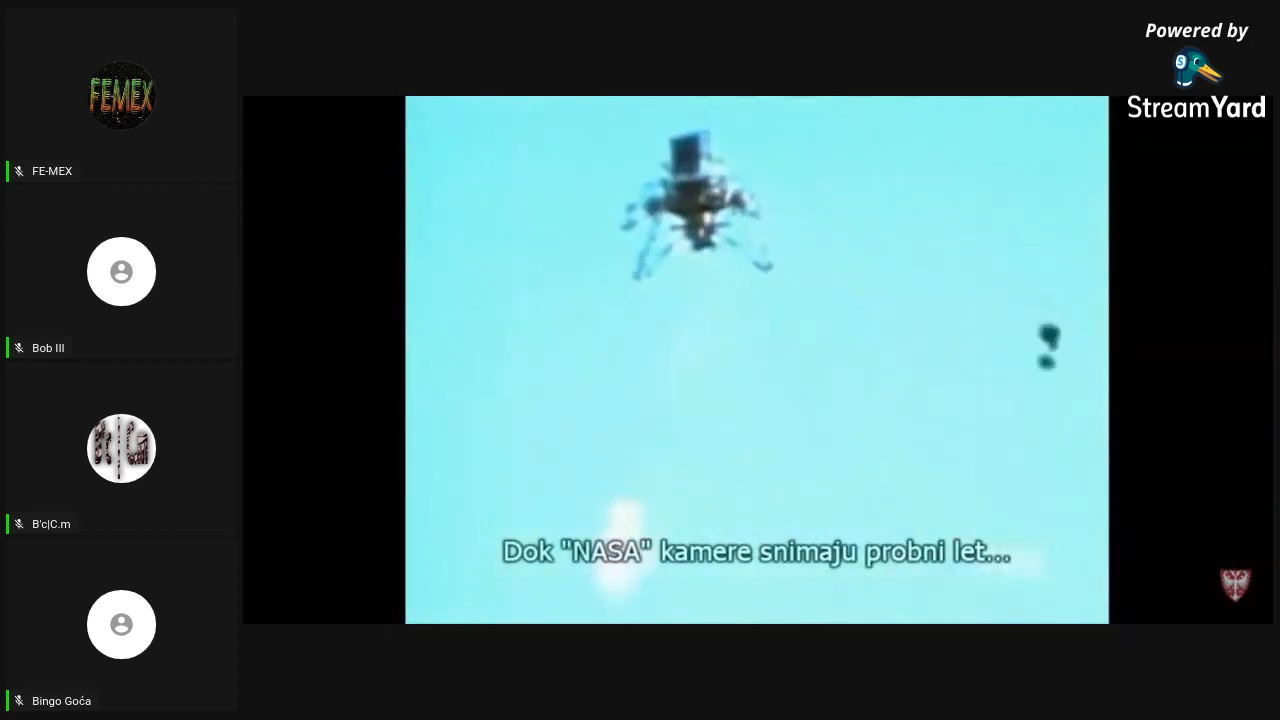 Powered by
StreamYard
FEMEX
FE-MEX
Bob III
B'c|C.m
Bingo Goća
Dok "NASA" kamere snimaju probni let...